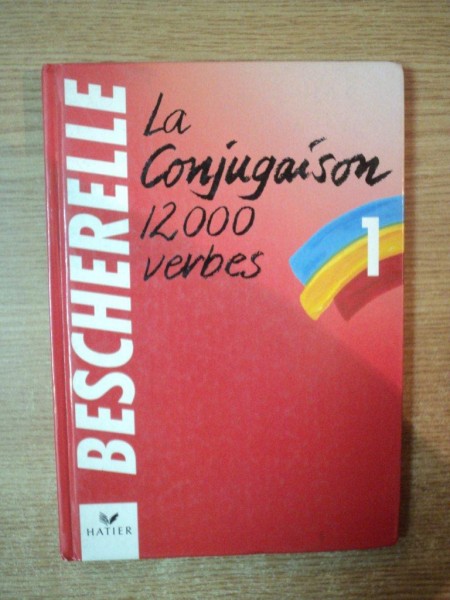 BESCHERELLE
La
Conjugaison
12000
verbes
1
HATIER